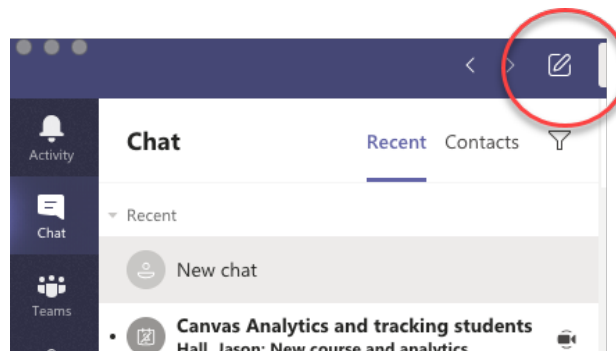 Activity
Chat
Recent Contacts
Chat
Recent
New chat
Teams
Canvas Analytics and tracking students
Hall, Jason: New course and analytics